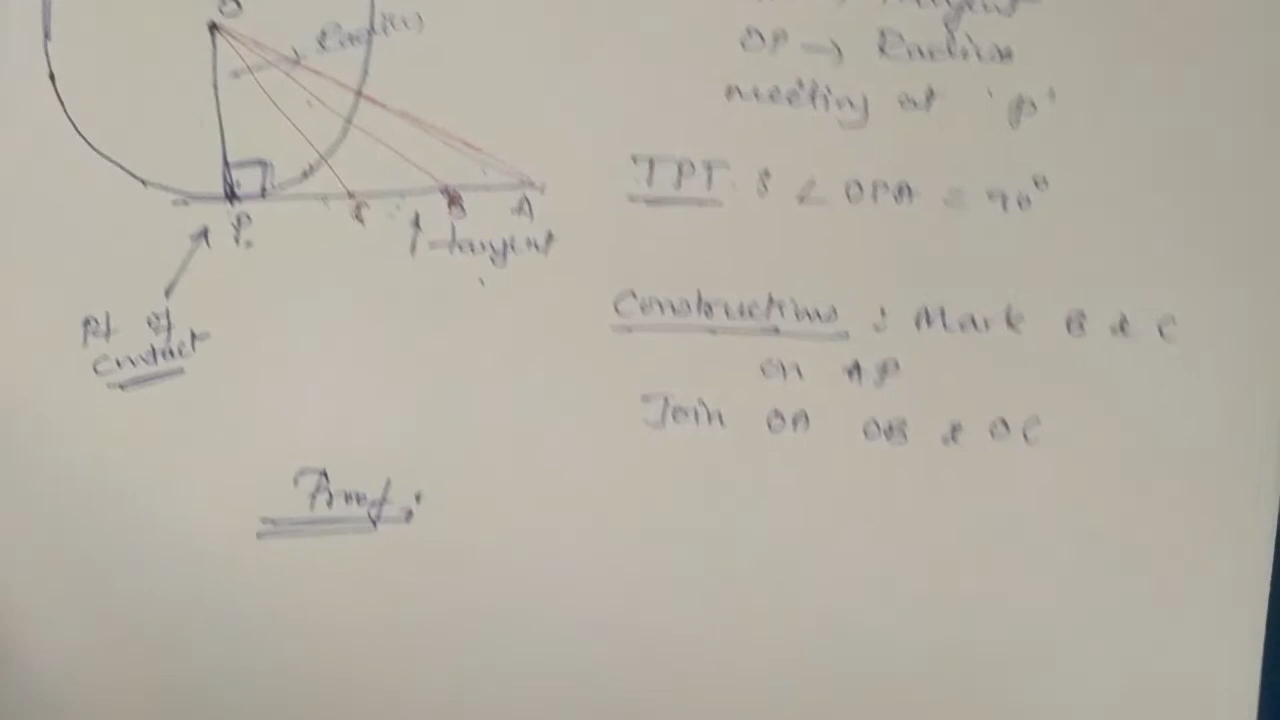 O
Radius
P.
C
B
A
↑ tangent
pt of
contact
OP → Radius
meeting at 'P'
TPT : ∠ OPA = 90°
Constructions : Mark B & C
on AP
Join OA OB & OC
Proof :